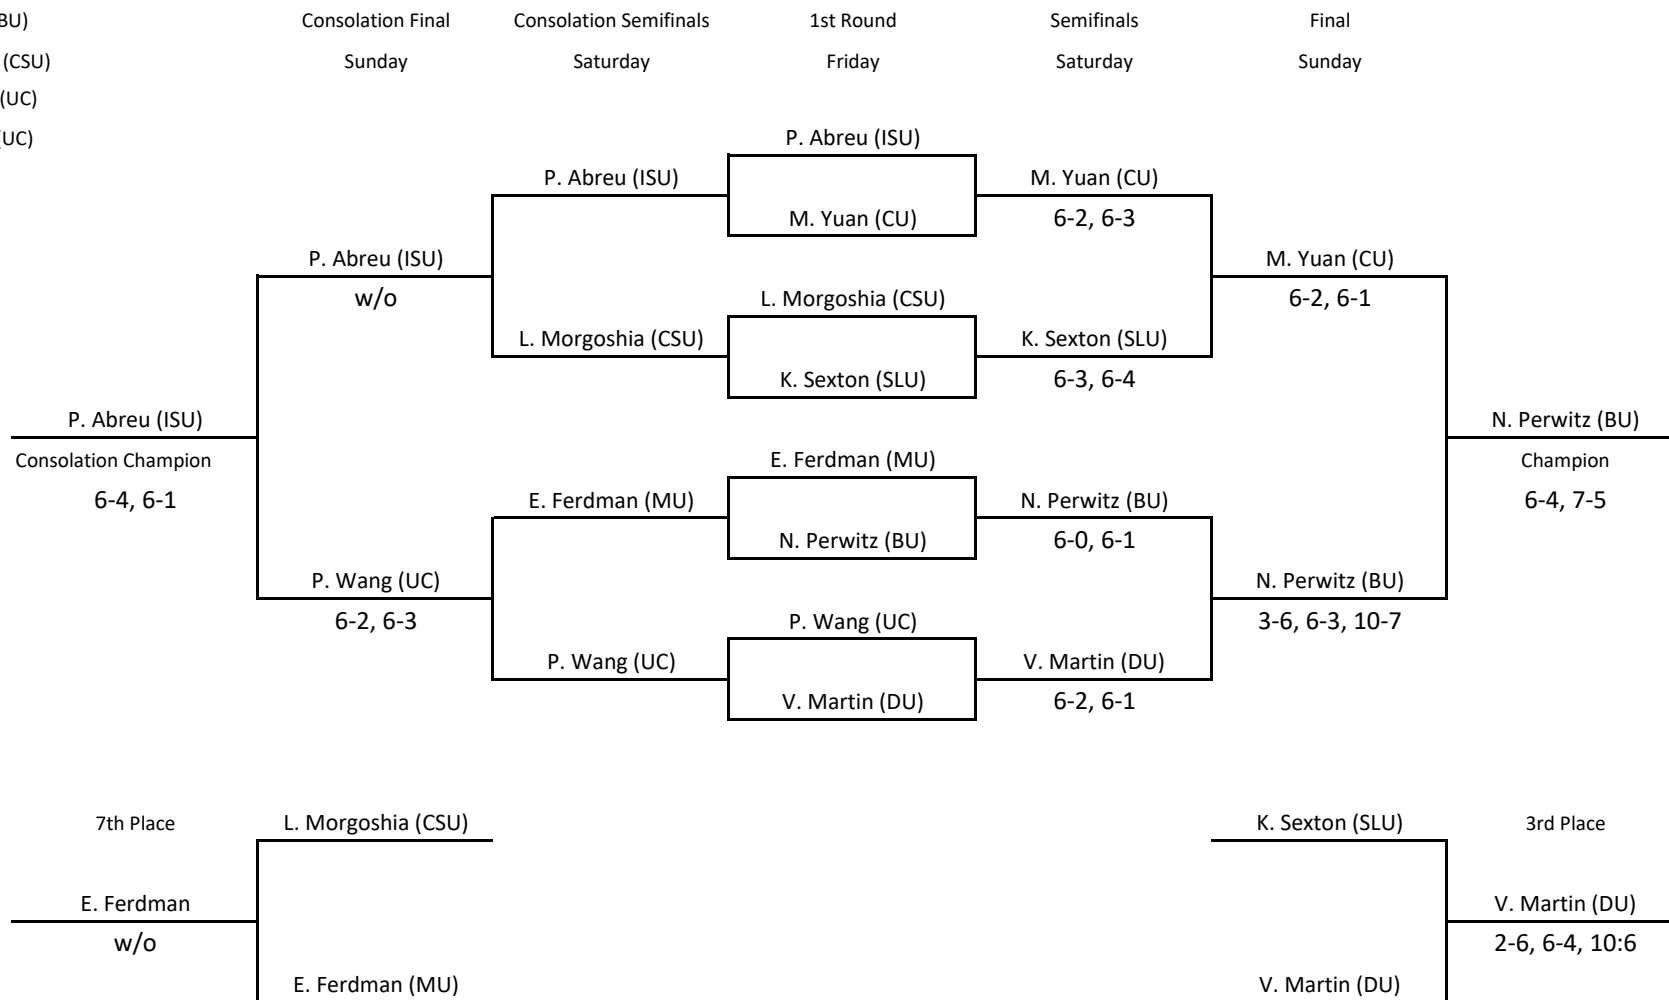 BU) Consolation Final Consolation Semifinals 1st Round Semifinals Final
(CSU) Sunday Saturday Friday Saturday Sunday
(UC)
UC)
P. Abreu (ISU)
P. Abreu (ISU) M. Yuan (CU)
M. Yuan (CU) 6-2, 6-3
P. Abreu (ISU) M. Yuan (CU)
w/o L. Morgoshia (CSU) 6-2, 6-1
L. Morgoshia (CSU) K. Sexton (SLU)
K. Sexton (SLU) 6-3, 6-4
P. Abreu (ISU) N. Perwitz (BU)
Consolation Champion E. Ferdman (MU) Champion
6-4, 6-1 E. Ferdman (MU) N. Perwitz (BU) 6-4, 7-5
N. Perwitz (BU) 6-0, 6-1
P. Wang (UC) N. Perwitz (BU)
6-2, 6-3 P. Wang (UC) 3-6, 6-3, 10-7
P. Wang (UC) V. Martin (DU)
V. Martin (DU) 6-2, 6-1
7th Place L. Morgoshia (CSU) K. Sexton (SLU) 3rd Place
E. Ferdman V. Martin (DU)
w/o 2-6, 6-4, 10:6
E. Ferdman (MU) V. Martin (DU)